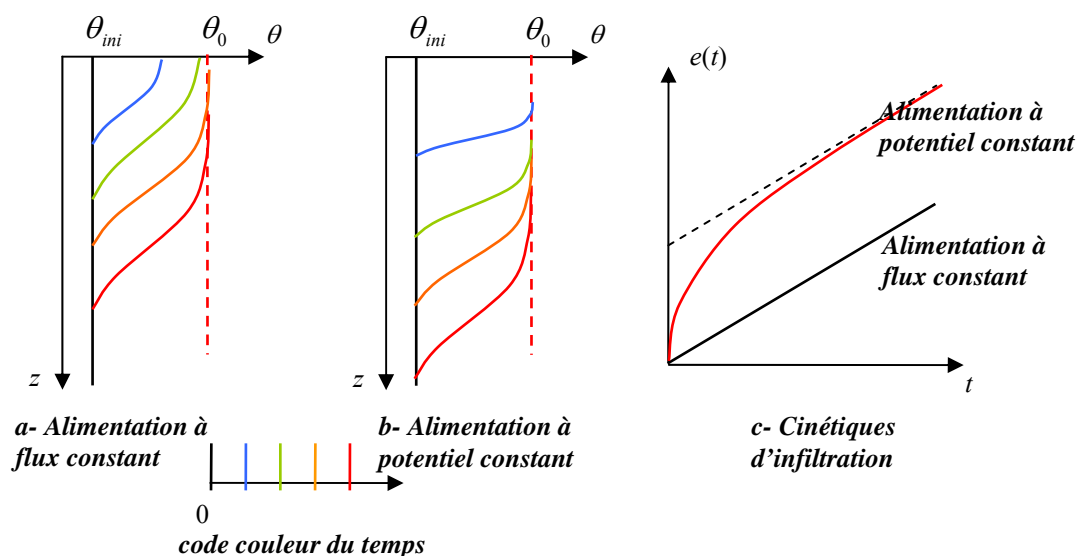 θini θ0 θ
θini θ0 θ
e(t)
Alimentation à
potentiel constant
Alimentation à
flux constant
z
z
t
a- Alimentation à
flux constant
b- Alimentation à
potentiel constant
c- Cinétiques
d’infiltration
0
code couleur du temps